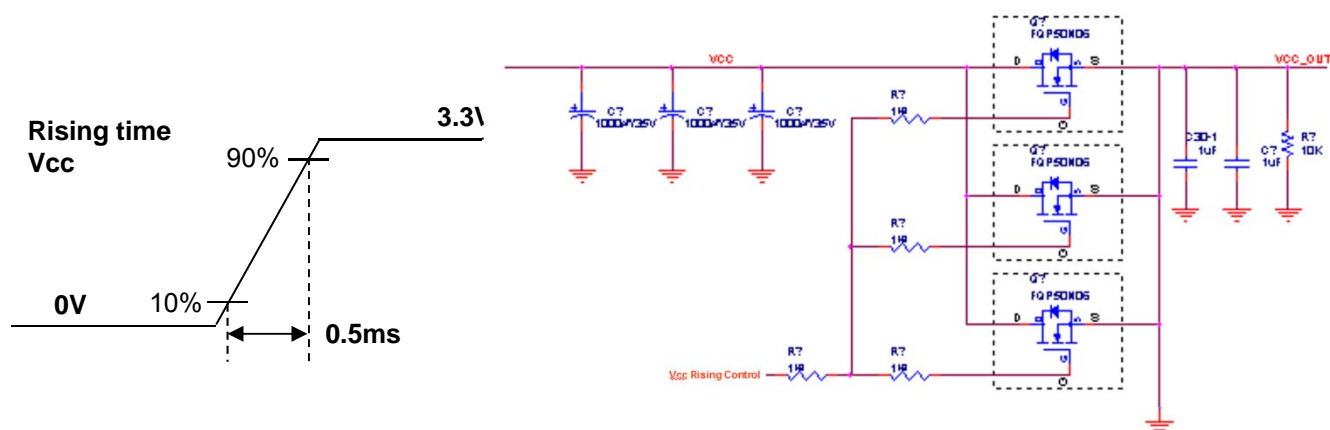 Rising time
Vcc
3.3V
90%
10%
0V
0.5ms
VCC
VCC_OUT
Q?
FQP50N06
D
S
G
R?
1K
C?
1000uF/35V
C?
1000uF/35V
C?
1000uF/35V
C30-1
1uF
C?
1uF
R?
10K
Q?
FQP50N06
D
S
G
R?
1K
Q?
FQP50N06
D
S
G
R?
1K
R?
1K
Vcc Rising Control